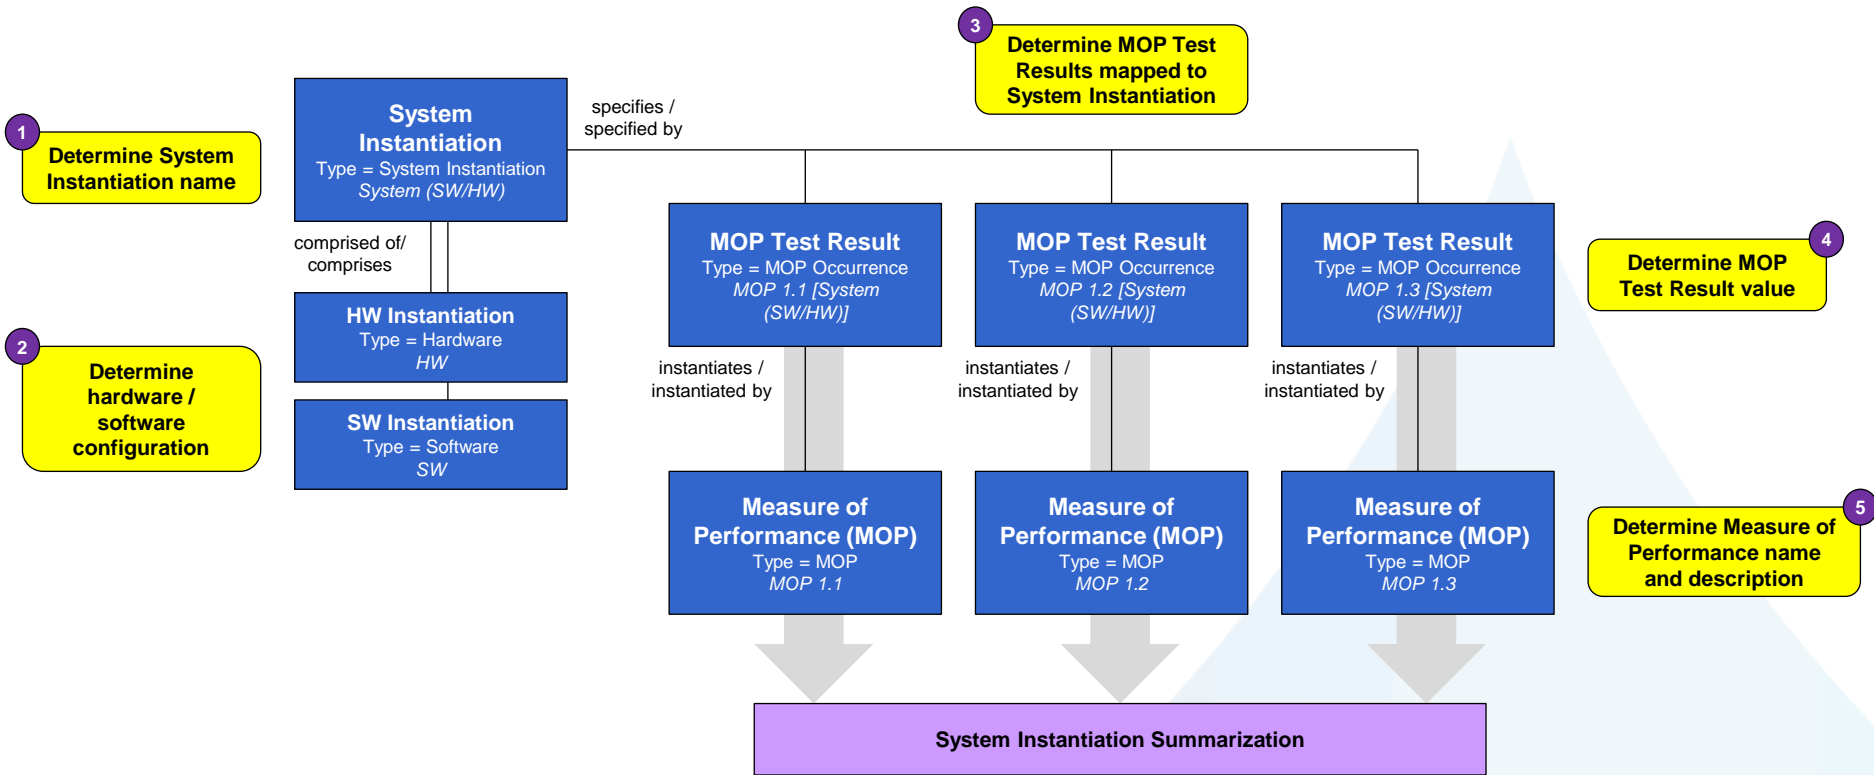 3
Determine MOP Test
Results mapped to
System Instantiation
1
Determine System
Instantiation name
System
Instantiation
Type = System Instantiation
System (SW/HW)
specifies /
specified by
comprised of/
comprises
2
Determine
hardware /
software
configuration
HW Instantiation
Type = Hardware
HW
SW Instantiation
Type = Software
SW
MOP Test Result
Type = MOP Occurrence
MOP 1.1 [System
(SW/HW)]
MOP Test Result
Type = MOP Occurrence
MOP 1.2 [System
(SW/HW)]
MOP Test Result
Type = MOP Occurrence
MOP 1.3 [System
(SW/HW)]
4
Determine MOP
Test Result value
instantiates /
instantiated by
instantiates /
instantiated by
instantiates /
instantiated by
Measure of
Performance (MOP)
Type = MOP
MOP 1.1
Measure of
Performance (MOP)
Type = MOP
MOP 1.2
Measure of
Performance (MOP)
Type = MOP
MOP 1.3
5
Determine Measure of
Performance name
and description
System Instantiation Summarization